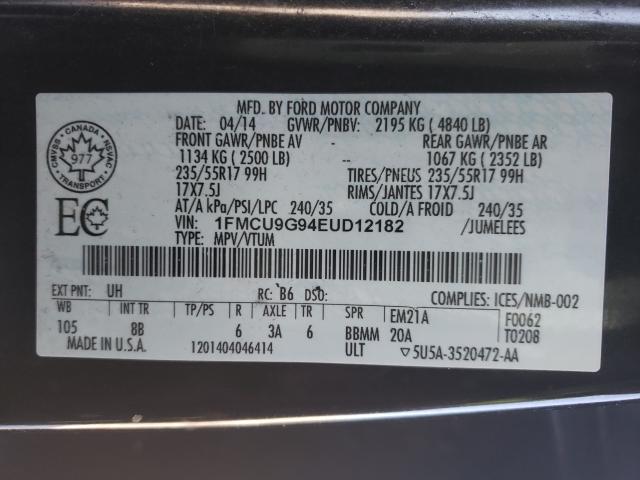 MFD. BY FORD MOTOR COMPANY
DATE: 04/14 GVWR/PNBV: 2195 KG ( 4840 LB)
FRONT GAWR/PNBE AV REAR GAWR/PNBE AR
1134 KG ( 2500 LB) 1067 KG ( 2352 LB)
235/55R17 99H TIRES/PNEUS 235/55R17 99H
17X7.5J RIMS/JANTES 17X7.5J
AT/A kPa/PSI/LPC 240/35 COLD/A FROID 240/35
VIN: 1FMCU9G94EUD12182 /JUMELEES
TYPE: MPV/VTUM
CANADA
CMVSS NSVAC
977
TRANSPORT
EC
EXT PNT: UH RC: B6 DSO: COMPLIES: ICES/NMB-002
WB INT TR TP/PS R AXLE TR SPR EM21A F0062
105 8B 6 3A 6 BBMM 20A T0208
MADE IN U.S.A. 1201404046414 ULT ▽5U5A-3520472-AA